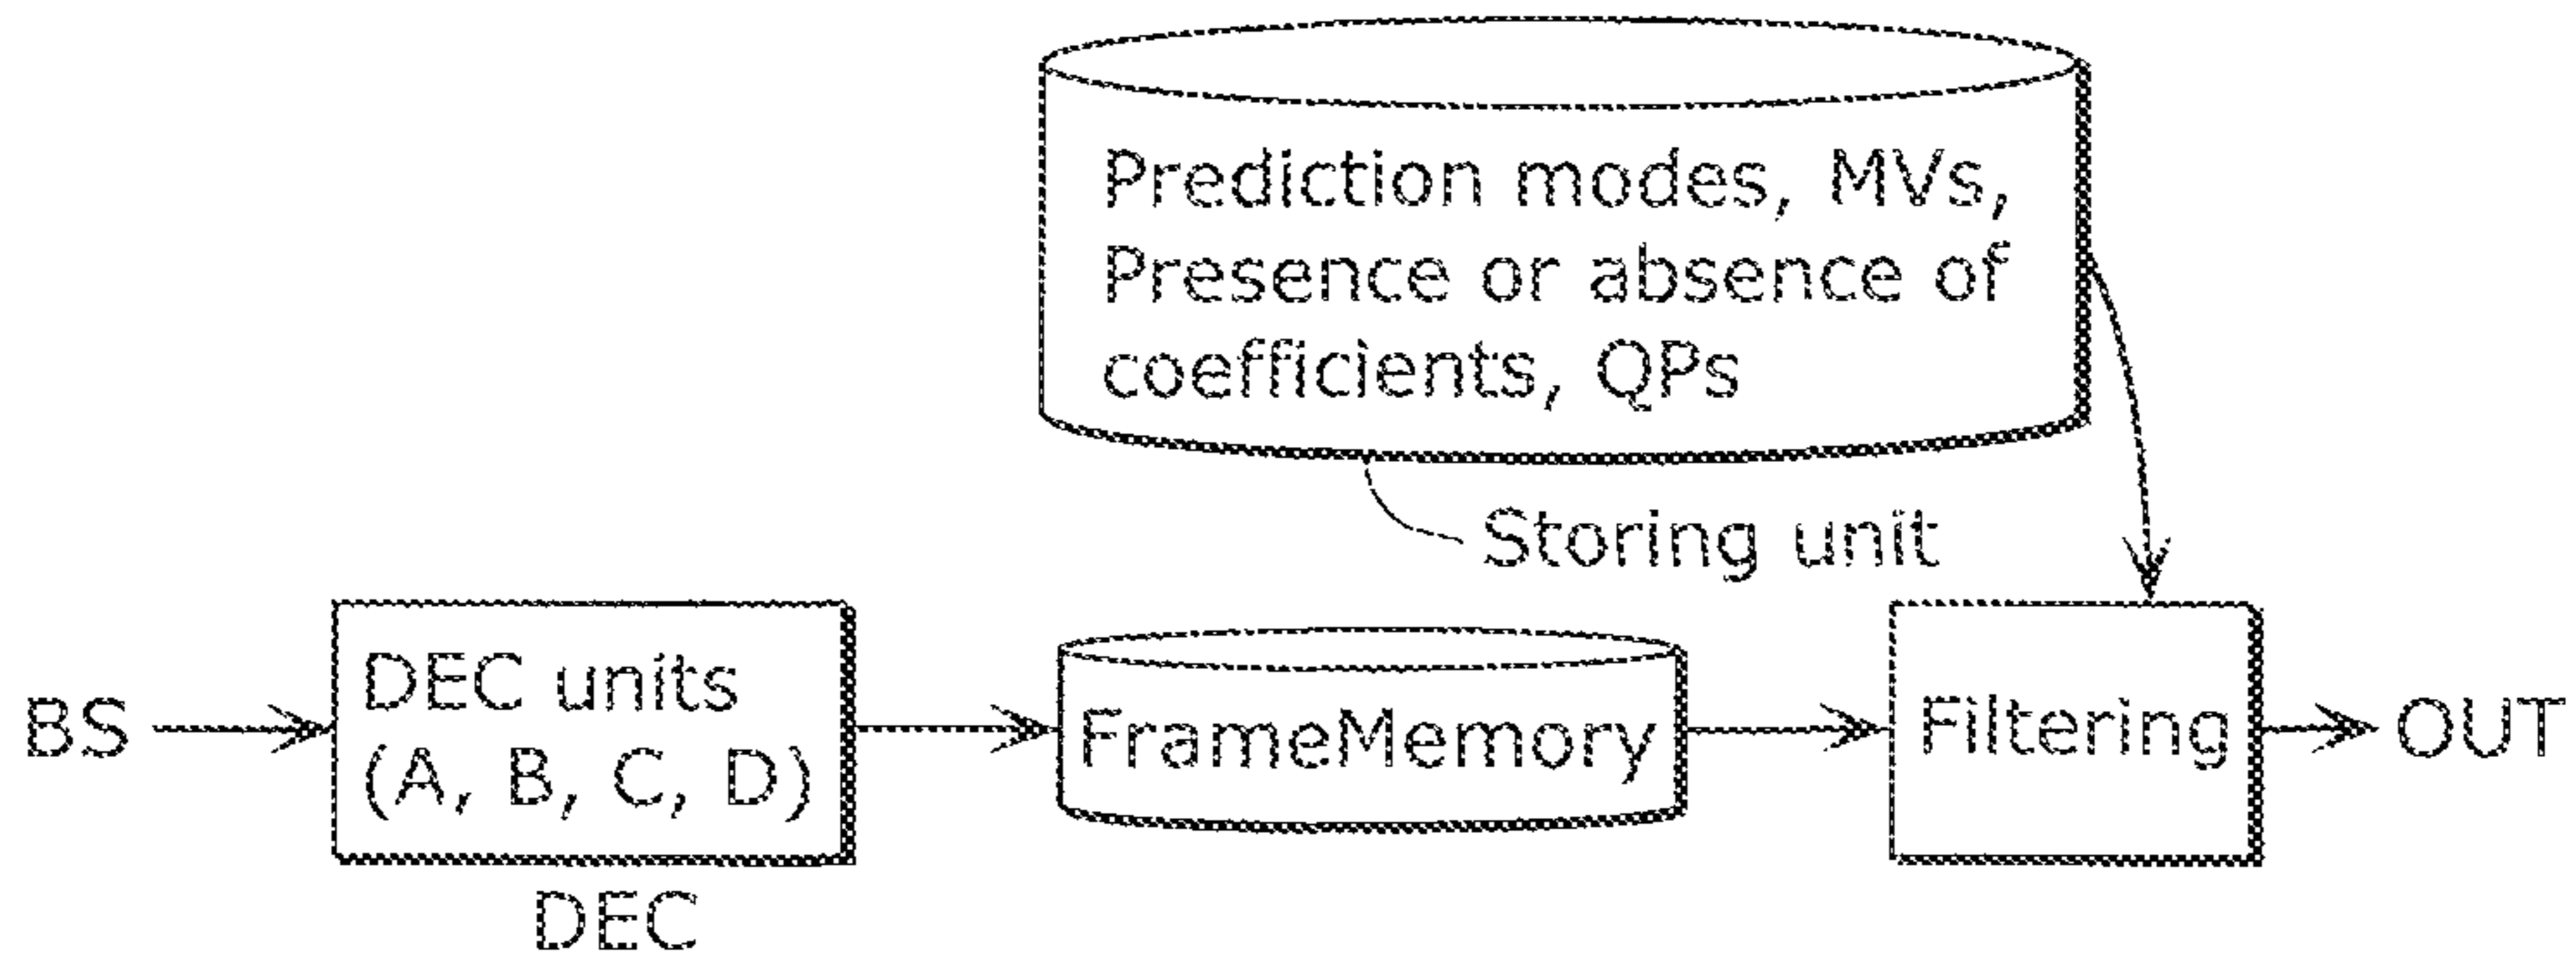 Prediction modes, MVs,
Presence or absence of
coefficients, QPs
Storing unit
BS
DEC units
(A, B, C, D)
DEC
FrameMemory
Filtering
OUT